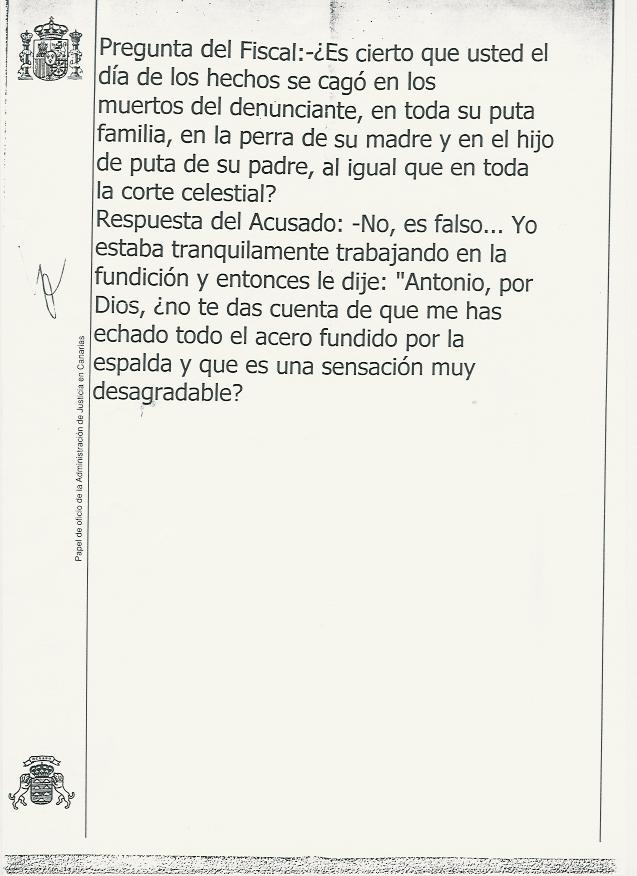 Pregunta del Fiscal:-¿Es cierto que usted el
día de los hechos se cagó en los
muertos del denunciante, en toda su puta
familia, en la perra de su madre y en el hijo
de puta de su padre, al igual que en toda
la corte celestial?
Respuesta del Acusado: -No, es falso... Yo
estaba tranquilamente trabajando en la
fundición y entonces le dije: "Antonio, por
Dios, ¿no te das cuenta de que me has
echado todo el acero fundido por la
espalda y que es una sensación muy
desagradable?
Papel de oficio de la Administración de Justicia en Canarias